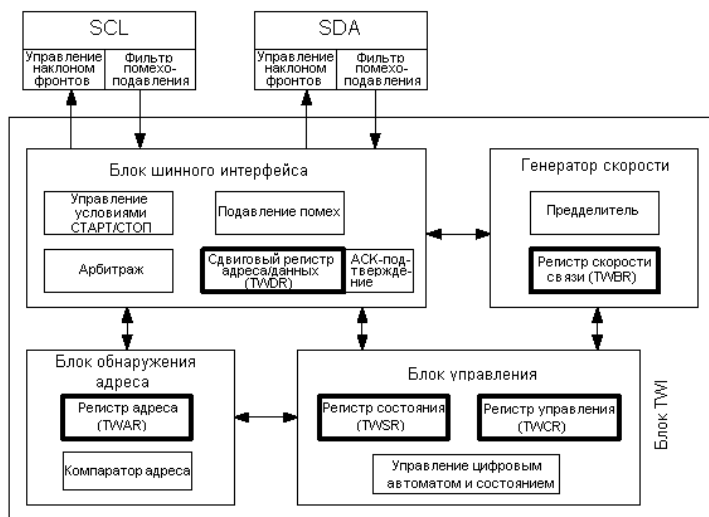 SCL
SDA
Управление
наклоном
фронтов
Фильтр
помехо-
подавления
Управление
наклоном
фронтов
Фильтр
помехо-
подавления
Блок шинного интерфейса
Управление
условиями
СТАРТ/СТОП
Подавление помех
Арбитраж
Сдвиговый регистр
адреса/данных
(TWDR)
АСК-под-
тверждe-
ние
Генератор скорости
Предделитель
Регистр скорости
связи (TWBR)
Блок обнаружения
адреса
Регистр адреса
(TWAR)
Компаратор адреса
Блок управления
Регистр состояния
(TWSR)
Регистр управления
(TWCR)
Управление цифровым
автоматом и состоянием
Блок TWI